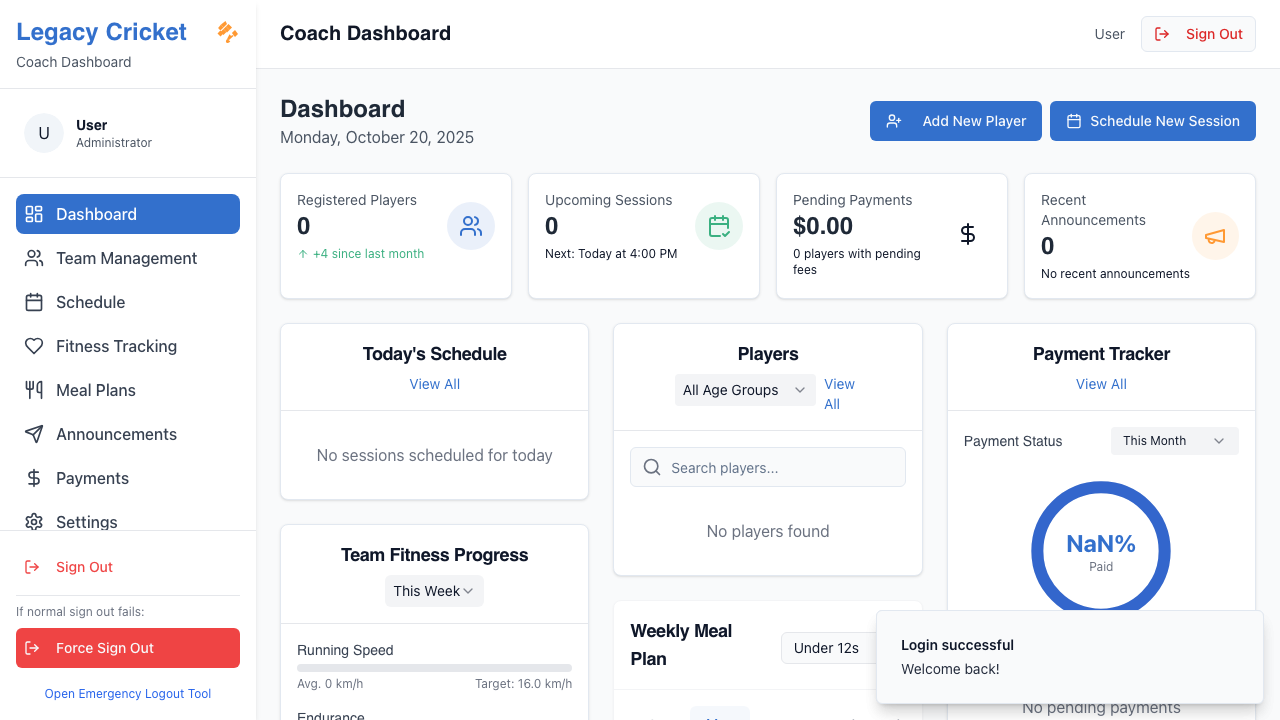 Legacy Cricket
Coach Dashboard
U
User
Administrator
Dashboard
Team Management
Schedule
Fitness Tracking
Meal Plans
Announcements
Payments
Settings
Sign Out
If normal sign out fails:
Force Sign Out
Open Emergency Logout Tool
Coach Dashboard
User
Sign Out
Dashboard
Monday, October 20, 2025
Add New Player
Schedule New Session
Registered Players
0
+4 since last month
Upcoming Sessions
0
Next: Today at 4:00 PM
Pending Payments
$0.00
0 players with pending
fees
Recent
Announcements
0
No recent announcements
Today's Schedule
View All
No sessions scheduled for today
Team Fitness Progress
This Week
Running Speed
Avg. 0 km/h
Target: 16.0 km/h
Endurance
Players
All Age Groups
View
All
Search players...
No players found
Weekly Meal
Plan
Under 12s
Payment Tracker
View All
Payment Status
This Month
NaN%
Paid
Login successful
Welcome back!
No pending payments